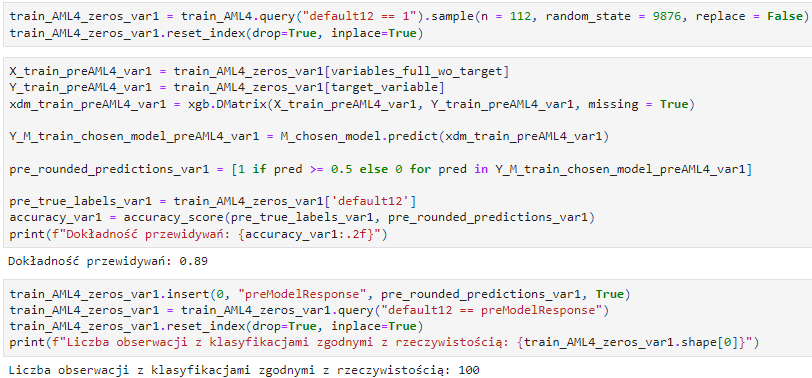 train_AML4_zeros_var1 = train_AML4.query("default12 == 1").sample(n = 112, random_state = 9876, replace = False)
train_AML4_zeros_var1.reset_index(drop=True, inplace=True)
X_train_preAML4_var1 = train_AML4_zeros_var1[variables_full_wo_target]
Y_train_preAML4_var1 = train_AML4_zeros_var1[target_variable]
xdm_train_preAML4_var1 = xgb.DMatrix(X_train_preAML4_var1, Y_train_preAML4_var1, missing = True)
Y_M_train_chosen_model_preAML4_var1 = M_chosen_model.predict(xdm_train_preAML4_var1)
pre_rounded_predictions_var1 = [1 if pred >= 0.5 else 0 for pred in Y_M_train_chosen_model_preAML4_var1]
pre_true_labels_var1 = train_AML4_zeros_var1['default12']
accuracy_var1 = accuracy_score(pre_true_labels_var1, pre_rounded_predictions_var1)
print(f"Dokładność przewidywań: {accuracy_var1:.2f}")
Dokładność przewidywań: 0.89
train_AML4_zeros_var1.insert(0, "preModelResponse", pre_rounded_predictions_var1, True)
train_AML4_zeros_var1 = train_AML4_zeros_var1.query("default12 == preModelResponse")
train_AML4_zeros_var1.reset_index(drop=True, inplace=True)
print(f"Liczba obserwacji z klasyfikacjami zgodnymi z rzeczywistością: {train_AML4_zeros_var1.shape[0]}")
Liczba obserwacji z klasyfikacjami zgodnymi z rzeczywistością: 100